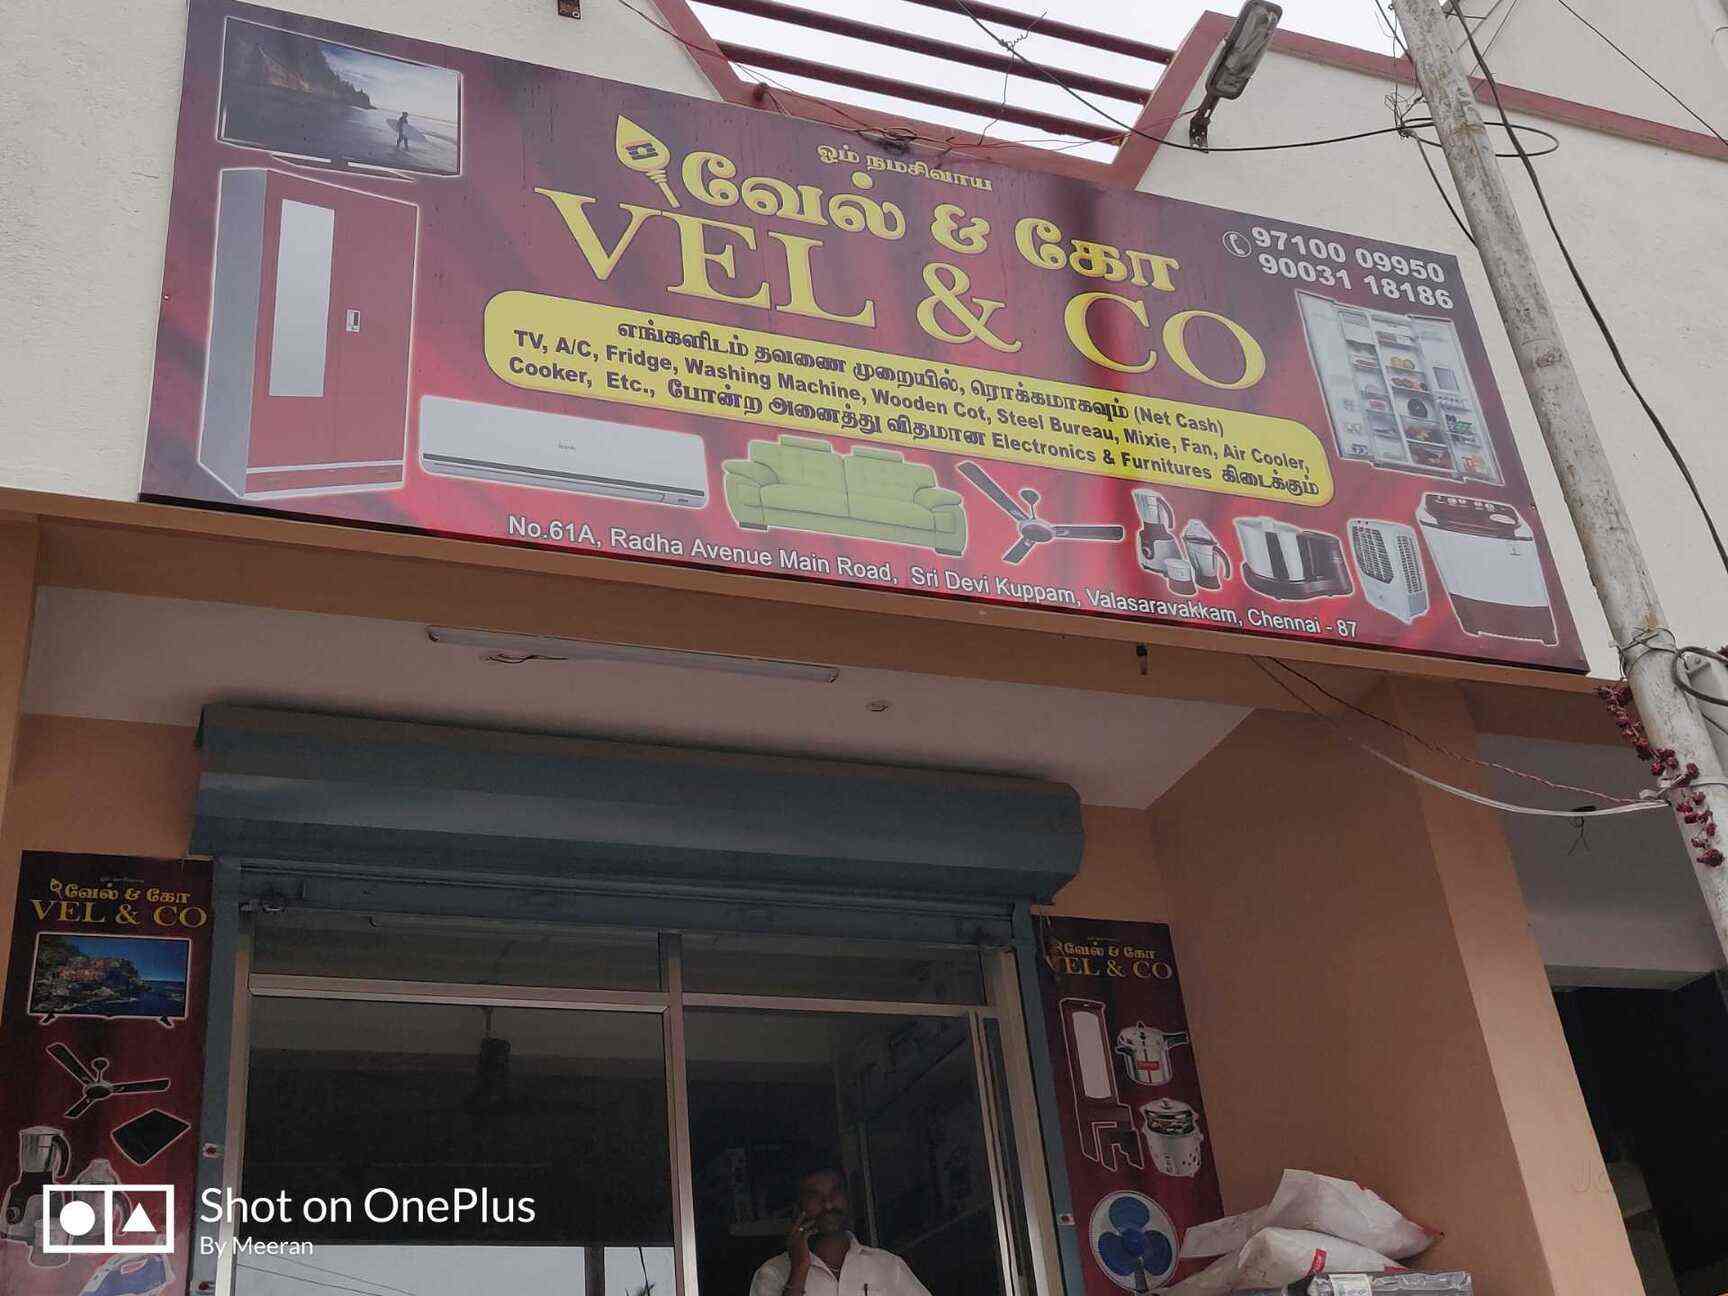 ஓம் நமசிவாய
வேல் & கோ
VEL & CO
97100 09950
90031 18186
எங்களிடம் தவணை முறையில், ரொக்கமாகவும் (Net Cash)
TV, A/C, Fridge, Washing Machine, Wooden Cot, Steel Bureau, Mixie, Fan, Air Cooler,
Cooker, Etc., போன்ற அனைத்து விதமான Electronics & Furnitures கிடைக்கும்
No.61A, Radha Avenue Main Road, Sri Devi Kuppam, Valasaravakkam, Chennai - 87
வேல் & கோ
VEL & CO
வேல் & கோ
VEL & CO
Shot on OnePlus
By Meeran